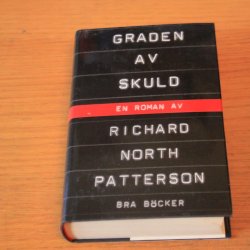 GRADEN
AV
SKULD
EN ROMAN AV
RICHARD
NORTH
PATTERSON
BRA BÖCKER